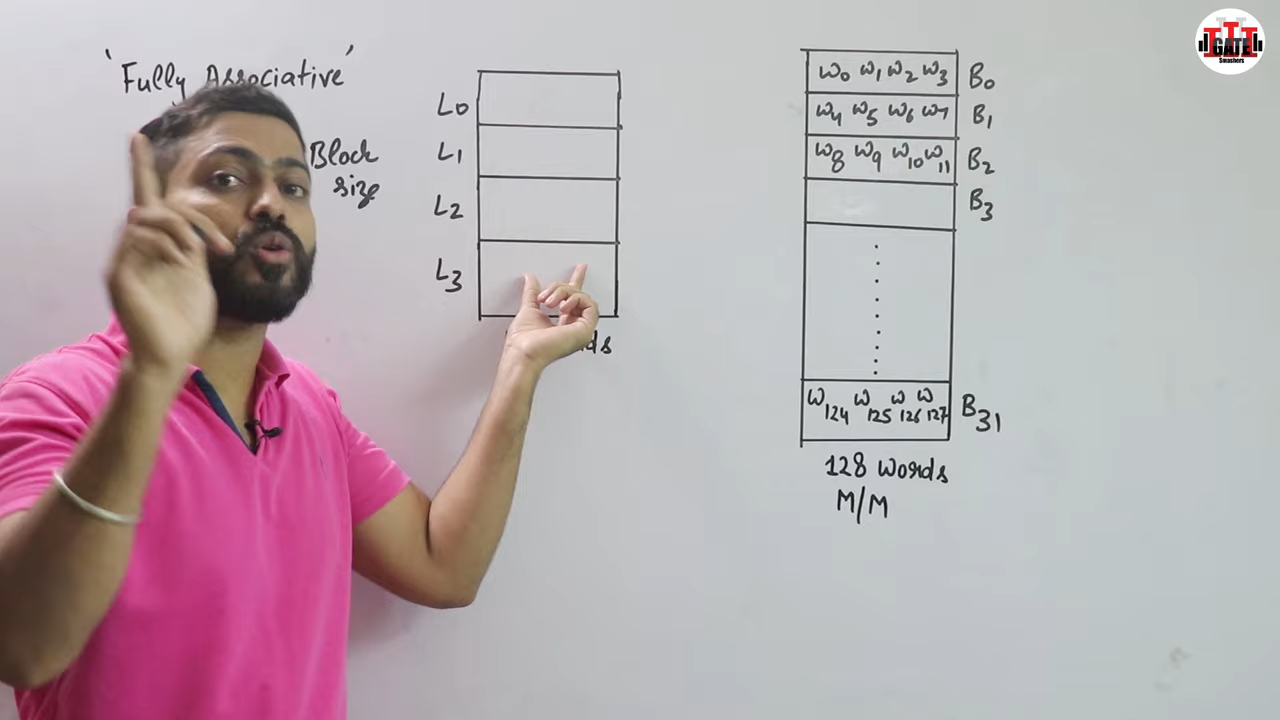 'Fully Associative'
Block
size
L0
L1
L2
L3
W0 W1 W2 W3 B0
W4 W5 W6 W7 B1
W8 W9 W10 W11 B2
B3
W124 W125 W126 W127 B31
128 words
M/M
GATE
Smashers